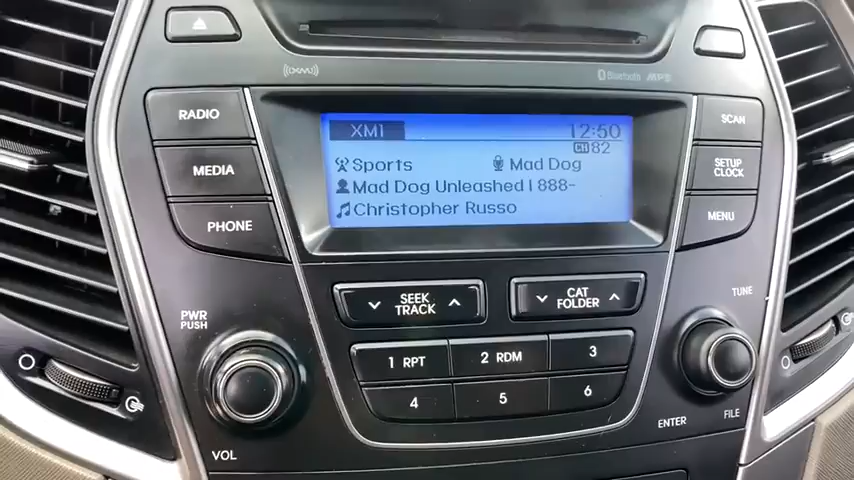 ((XM))
Bluetooth MP3
RADIO
MEDIA
PHONE
XM1 12:50
CH 82
Sports Mad Dog
Mad Dog Unleashed | 888-
Christopher Russo
SCAN
SETUP
CLOCK
MENU
SEEK
TRACK
CAT
FOLDER
TUNE
PWR
PUSH
1 RPT
2 RDM
3
4
5
6
VOL
ENTER
FILE